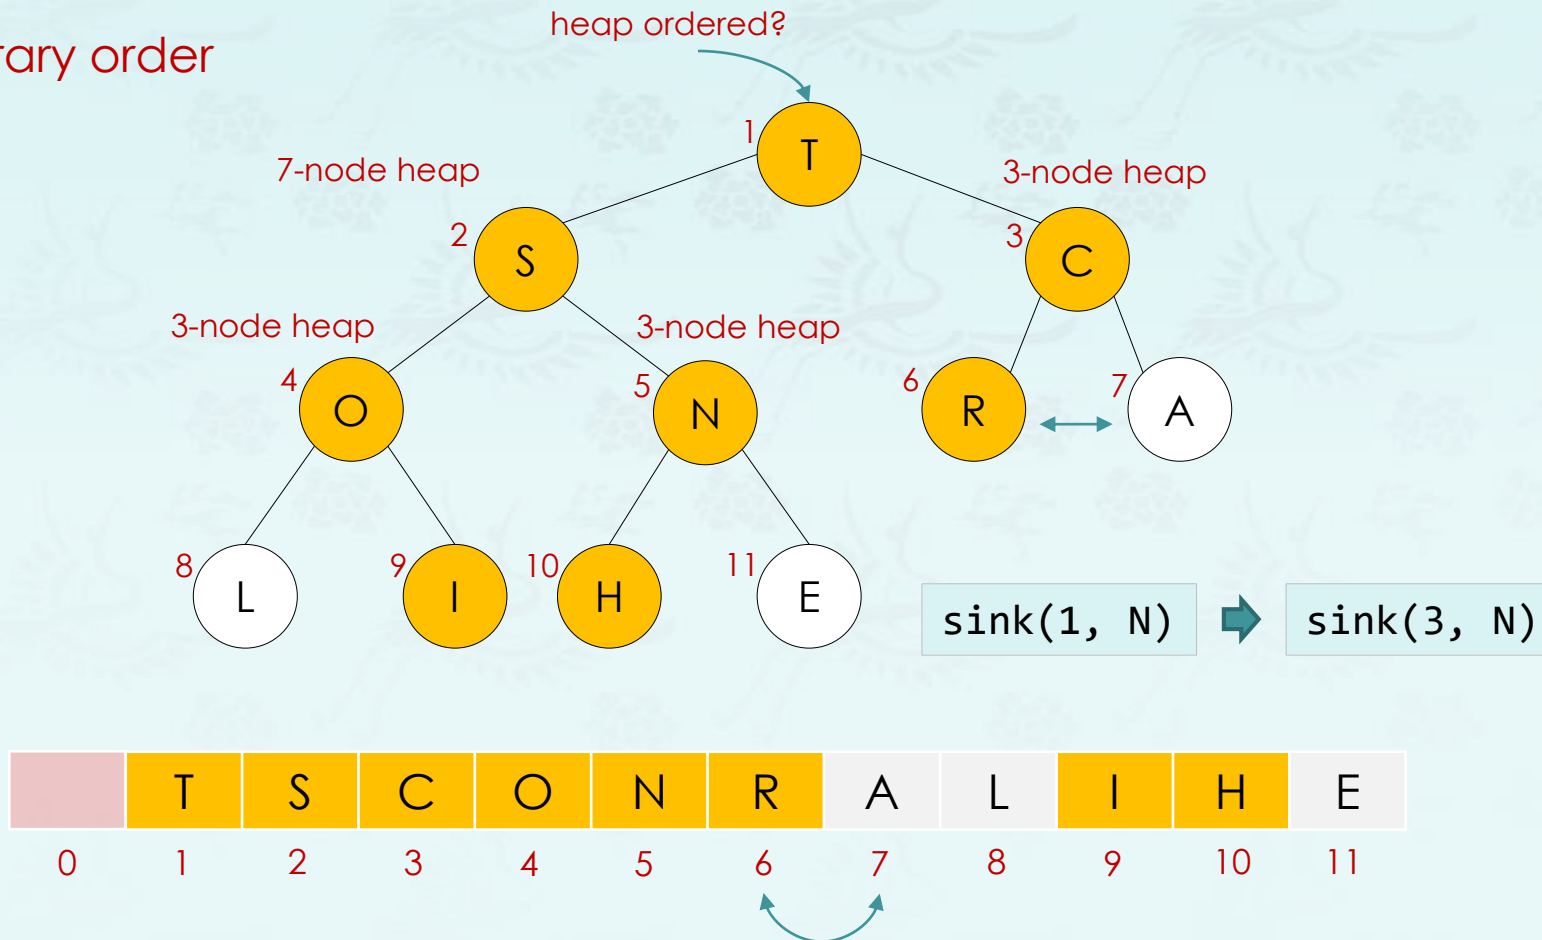 heap ordered?
rary order
1
T
7-node heap
3-node heap
2
S
3
C
3-node heap
3-node heap
4
O
5
N
6
R
7
A
8
L
9
I
10
H
11
E
sink(1, N)
sink(3, N)
T S C O N R A L I H E
0 1 2 3 4 5 6 7 8 9 10 11